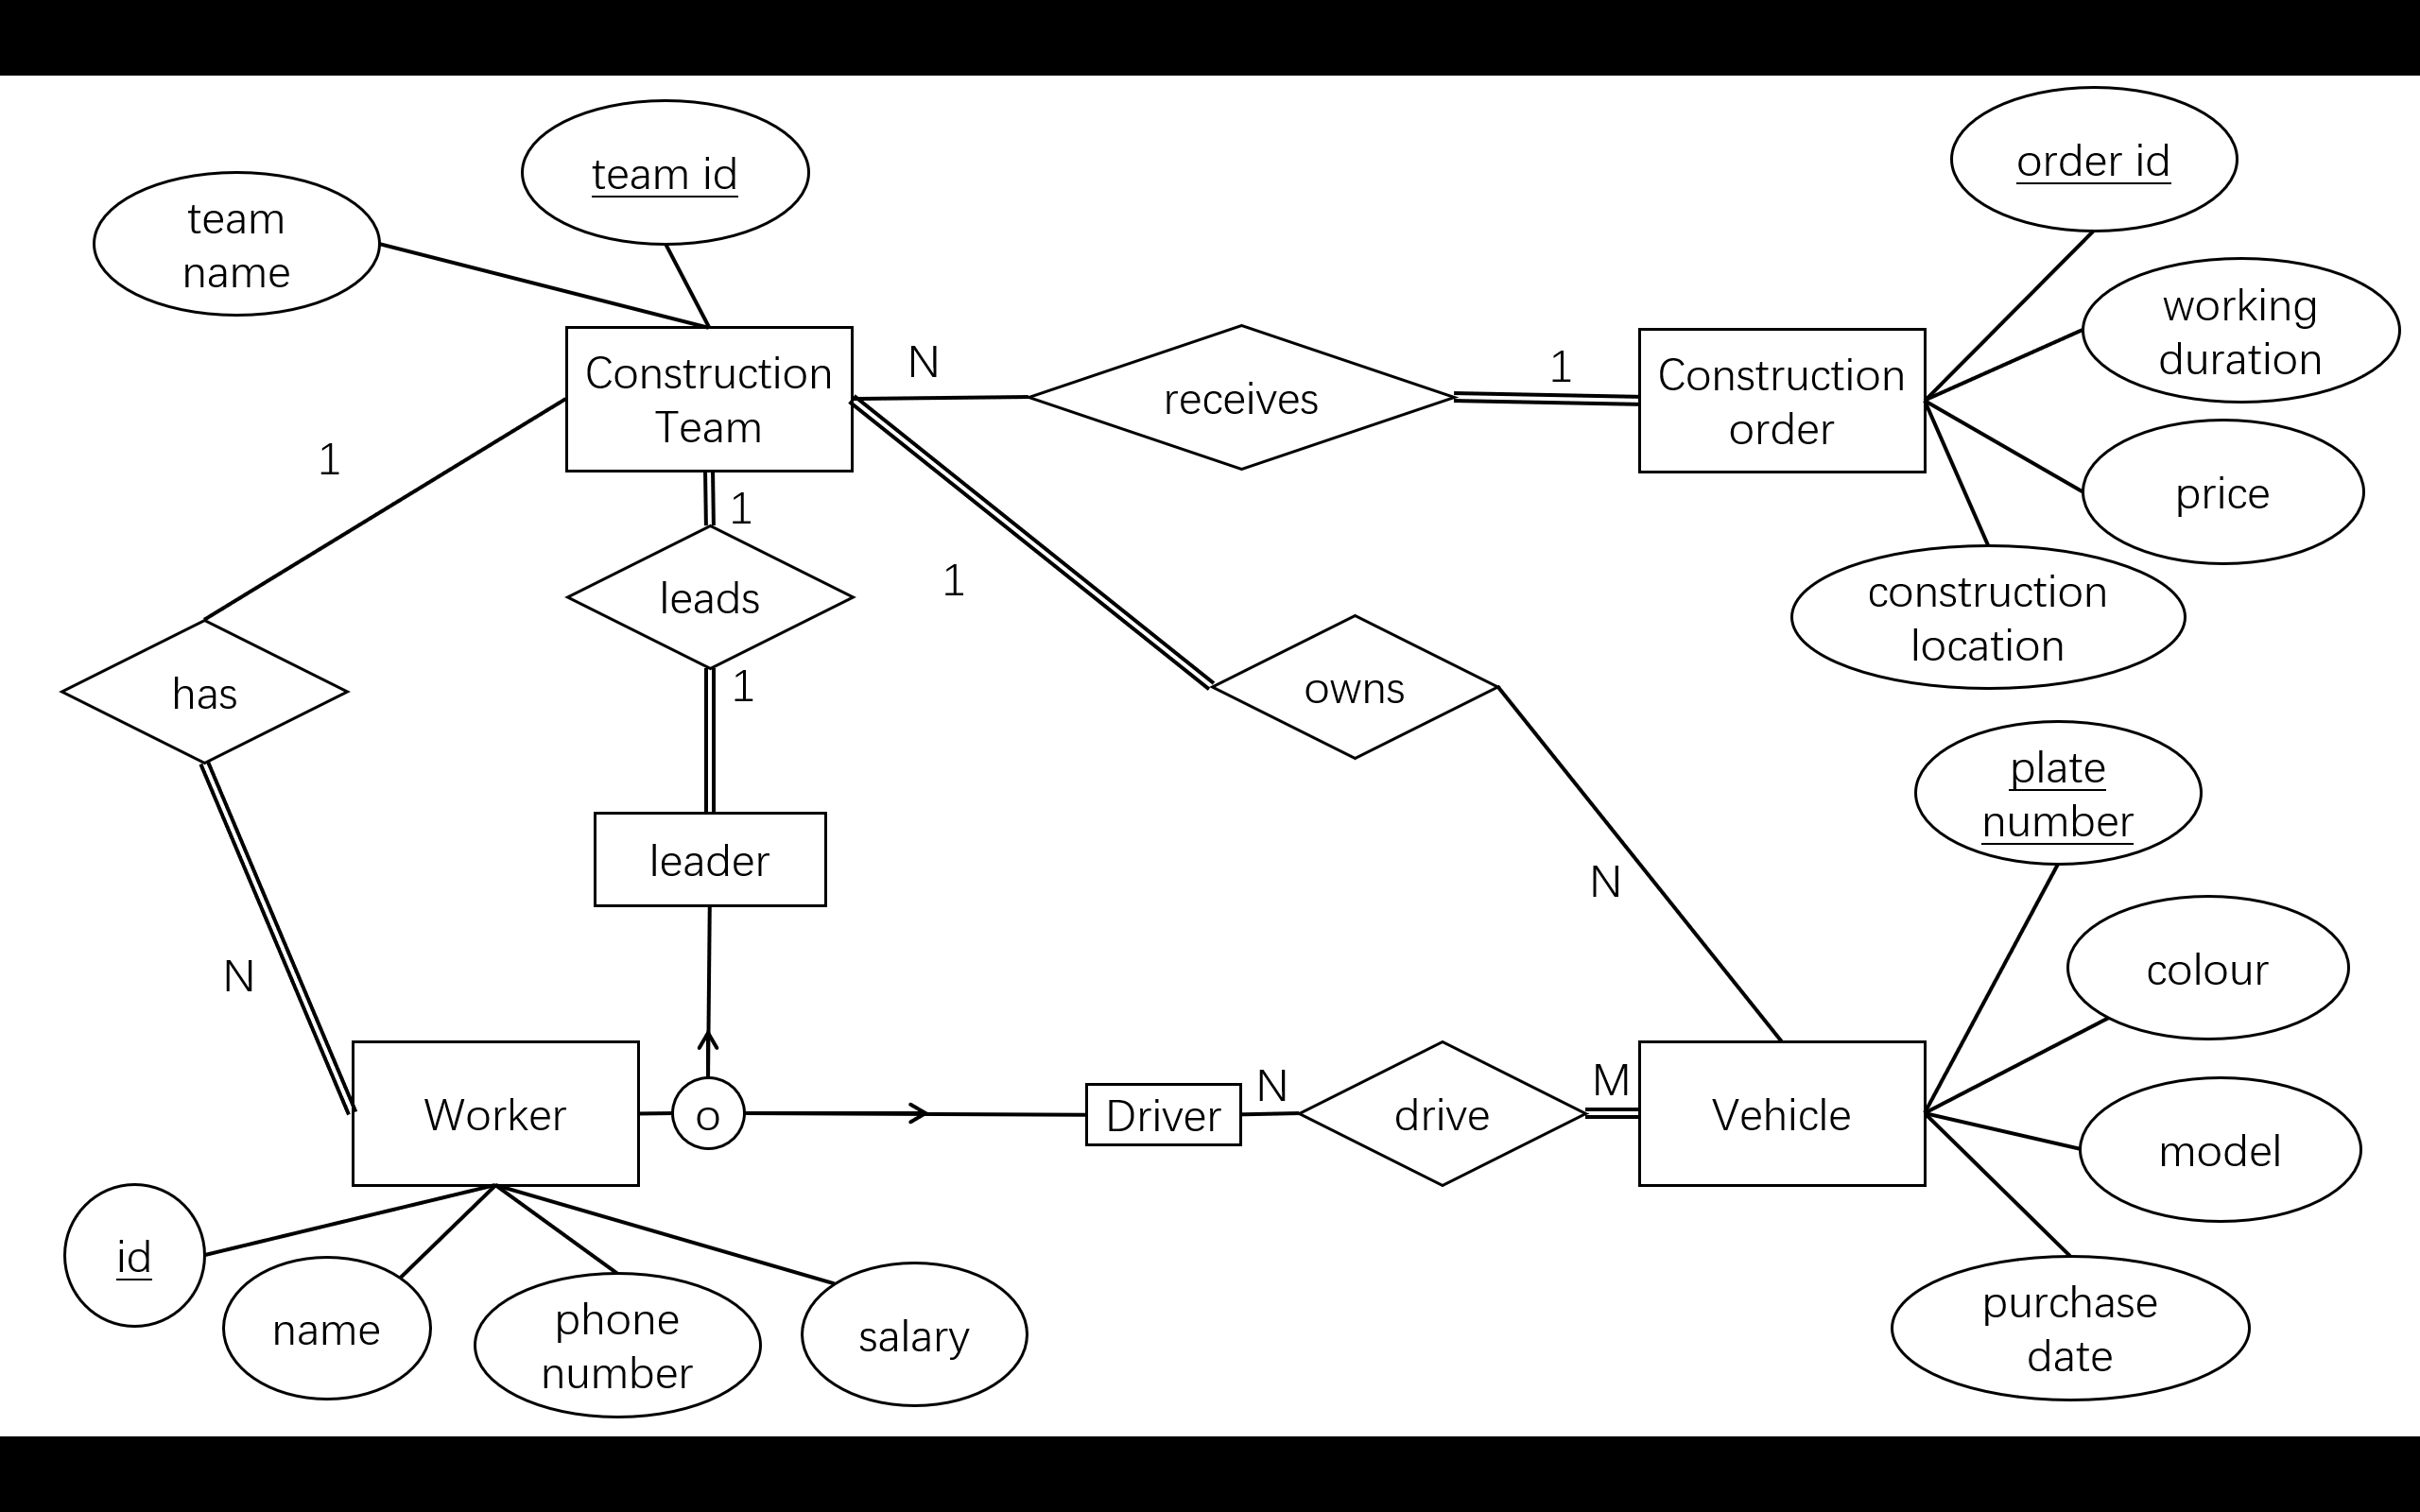 team id
order id
team
name
working
duration
Construction
Team
N
receives
1
Construction
order
1
price
1
leads
1
construction
location
has
1
owns
plate
number
leader
N
colour
N
Worker
o
Driver
N
drive
M
Vehicle
model
id
name
phone
number
salary
purchase
date